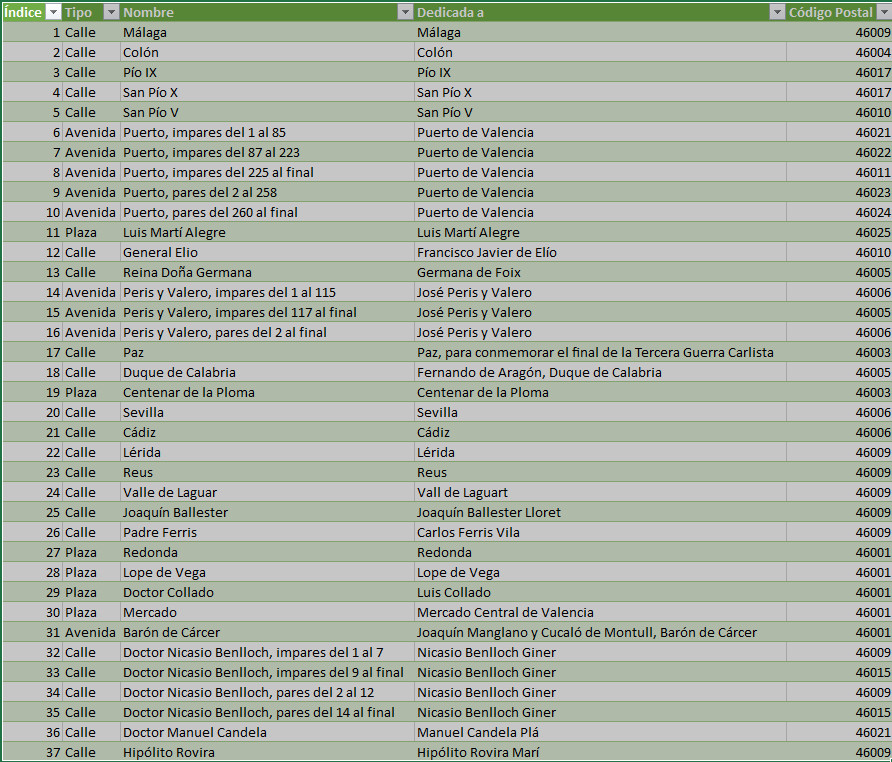 Índice Tipo Nombre Dedicada a Código Postal
1 Calle Málaga Málaga 46009
2 Calle Colón Colón 46004
3 Calle Pío IX Pío IX 46017
4 Calle San Pío X San Pío X 46017
5 Calle San Pío V San Pío V 46010
6 Avenida Puerto, impares del 1 al 85 Puerto de Valencia 46021
7 Avenida Puerto, impares del 87 al 223 Puerto de Valencia 46022
8 Avenida Puerto, impares del 225 al final Puerto de Valencia 46011
9 Avenida Puerto, pares del 2 al 258 Puerto de Valencia 46023
10 Avenida Puerto, pares del 260 al final Puerto de Valencia 46024
11 Plaza Luis Martí Alegre Luis Martí Alegre 46025
12 Calle General Elio Francisco Javier de Elío 46010
13 Calle Reina Doña Germana Germana de Foix 46005
14 Avenida Peris y Valero, impares del 1 al 115 José Peris y Valero 46006
15 Avenida Peris y Valero, impares del 117 al final José Peris y Valero 46005
16 Avenida Peris y Valero, pares del 2 al final José Peris y Valero 46006
17 Calle Paz Paz, para conmemorar el final de la Tercera Guerra Carlista 46003
18 Calle Duque de Calabria Fernando de Aragón, Duque de Calabria 46005
19 Plaza Centenar de la Ploma Centenar de la Ploma 46003
20 Calle Sevilla Sevilla 46006
21 Calle Cádiz Cádiz 46006
22 Calle Lérida Lérida 46009
23 Calle Reus Reus 46009
24 Calle Valle de Laguar Vall de Laguart 46009
25 Calle Joaquín Ballester Joaquín Ballester Lloret 46009
26 Calle Padre Ferris Carlos Ferris Vila 46009
27 Plaza Redonda Redonda 46001
28 Plaza Lope de Vega Lope de Vega 46001
29 Plaza Doctor Collado Luis Collado 46001
30 Plaza Mercado Mercado Central de Valencia 46001
31 Avenida Barón de Cárcer Joaquín Manglano y Cucaló de Montull, Barón de Cárcer 46001
32 Calle Doctor Nicasio Benlloch, impares del 1 al 7 Nicasio Benlloch Giner 46009
33 Calle Doctor Nicasio Benlloch, impares del 9 al final Nicasio Benlloch Giner 46015
34 Calle Doctor Nicasio Benlloch, pares del 2 al 12 Nicasio Benlloch Giner 46009
35 Calle Doctor Nicasio Benlloch, pares del 14 al final Nicasio Benlloch Giner 46015
36 Calle Doctor Manuel Candela Manuel Candela Plá 46021
37 Calle Hipólito Rovira Hipólito Rovira Marí 46009